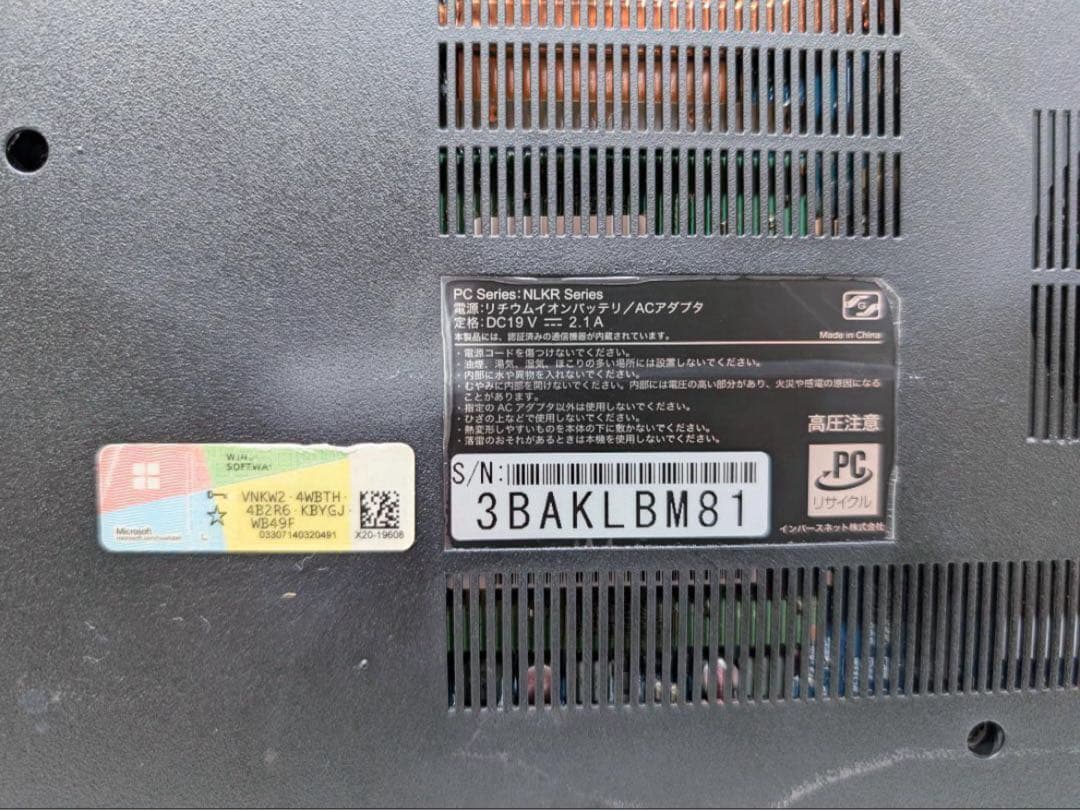 PC Series:NLKR Series
電源:リチウムイオンバッテリ/ACアダプタ
定格:DC19V ⎓ 2.1A
本製品には、認証済みの通信機器が内蔵されています。
Made in China
・電源コードを傷つけないでください。
・油煙、湯気、湿気、ほこりの多い場所には設置しないでください。
・内部に水や異物を入れないでください。
・むやみに内部を開けないでください。内部には電圧の高い部分があり、火災や感電の原因になる
ことがあります。
・指定のACアダプタ以外は使用しないでください。
・ひざの上などで使用しないでください。
・熱変形しやすいものを本体の下に敷かないでください。
・落雷のおそれがあるときは本機を使用しないでください。
高圧注意
S/N:
3BAKLBM81
PC
リサイクル
インバースネット株式会社
SOFTWA
VNKW2-4WBTH-
4B2R6-KBYGJ-
WB49F
03307140320491
X20-19608
Microsoft